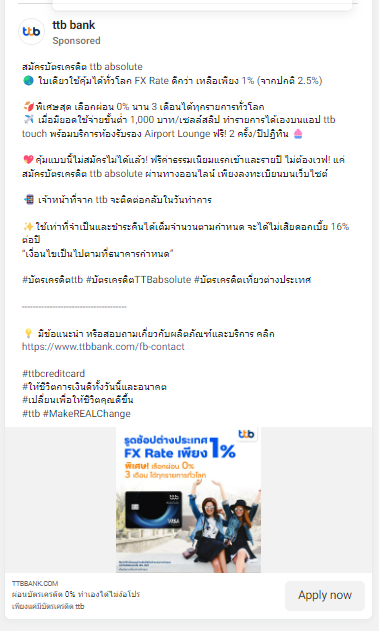 ttb
ttb bank
Sponsored
สมัครบัตรเครดิต ttb absolute
ใบเดียวใช้คุ้มได้ทั่วโลก FX Rate ดีกว่า เหลือเพียง 1% (จากปกติ 2.5%)
พิเศษสุด เลือกผ่อน 0% นาน 3 เดือนได้ทุกรายการทั่วโลก
เมื่อมียอดใช้จ่ายขั้นต่ำ 1,000 บาท/เซลล์สลิป ทำรายการได้เองบนแอป ttb
touch พร้อมบริการห้องรับรอง Airport Lounge ฟรี! 2 ครั้ง/ปีปฏิทิน
คุ้มแบบนี้ไม่สมัครไม่ได้แล้ว! ฟรีค่าธรรมเนียมแรกเข้าและรายปี ไม่ต้องเวฟ! แค่
สมัครบัตรเครดิต ttb absolute ผ่านทางออนไลน์ เพียงลงทะเบียนบนเว็บไซต์
เจ้าหน้าที่จาก ttb จะติดต่อกลับในวันทำการ
ใช้เท่าที่จำเป็นและชำระคืนได้เต็มจำนวนตามกำหนด จะได้ไม่เสียดอกเบี้ย 16%
ต่อปี
“เงื่อนไขเป็นไปตามที่ธนาคารกำหนด”
#บัตรเครดิตttb #บัตรเครดิตTTBabsolute #บัตรเครดิตเที่ยวต่างประเทศ
-----------------------------------
มีข้อแนะนำ หรือสอบถามเกี่ยวกับผลิตภัณฑ์และบริการ คลิก
https://www.ttbbank.com/fb-contact
#ttbcreditcard
#ให้ชีวิตการเงินดีทั้งวันนี้และอนาคต
#เปลี่ยนเพื่อให้ชีวิตคุณดีขึ้น
#ttb #MakeREALChange
ttb
รูดช้อปต่างประเทศ
FX Rate เพียง 1%
พิเศษ! เลือกผ่อน 0%
3 เดือน ได้ทุกรายการทั่วโลก
TTBBANK.COM
ผ่อนบัตรเครดิต 0% ทำเองได้ไม่ง้อโปร
เพียงแค่มีบัตรเครดิต ttb
Apply now